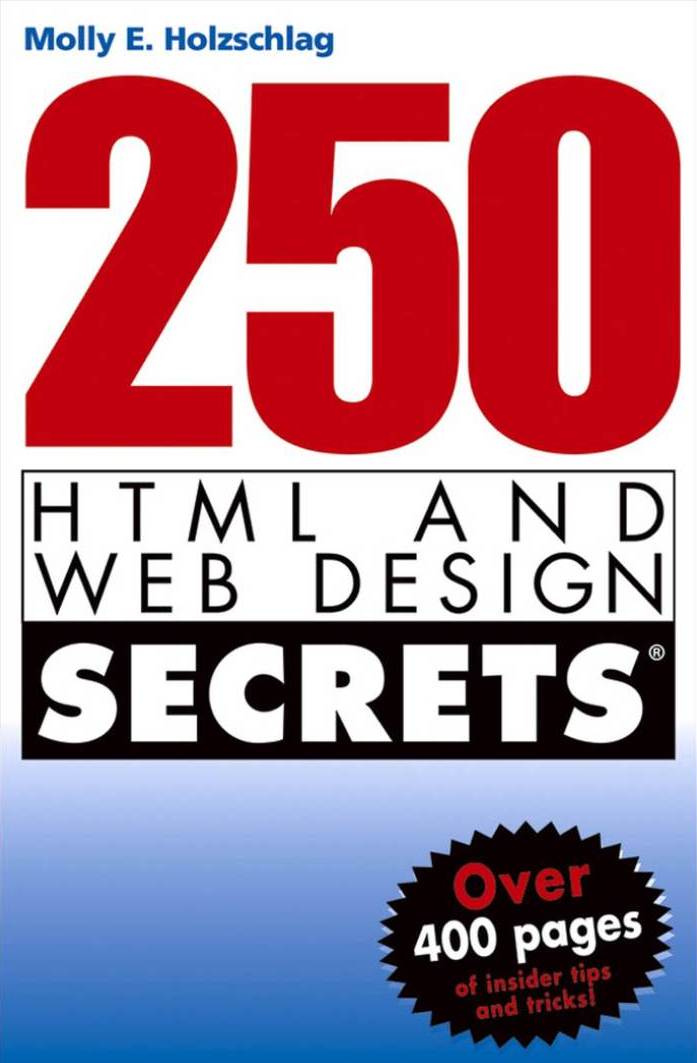 Molly E. Holzschlag
250
HTML AND
WEB DESIGN
SECRETS®
Over
400 pages
of insider tips
and tricks!